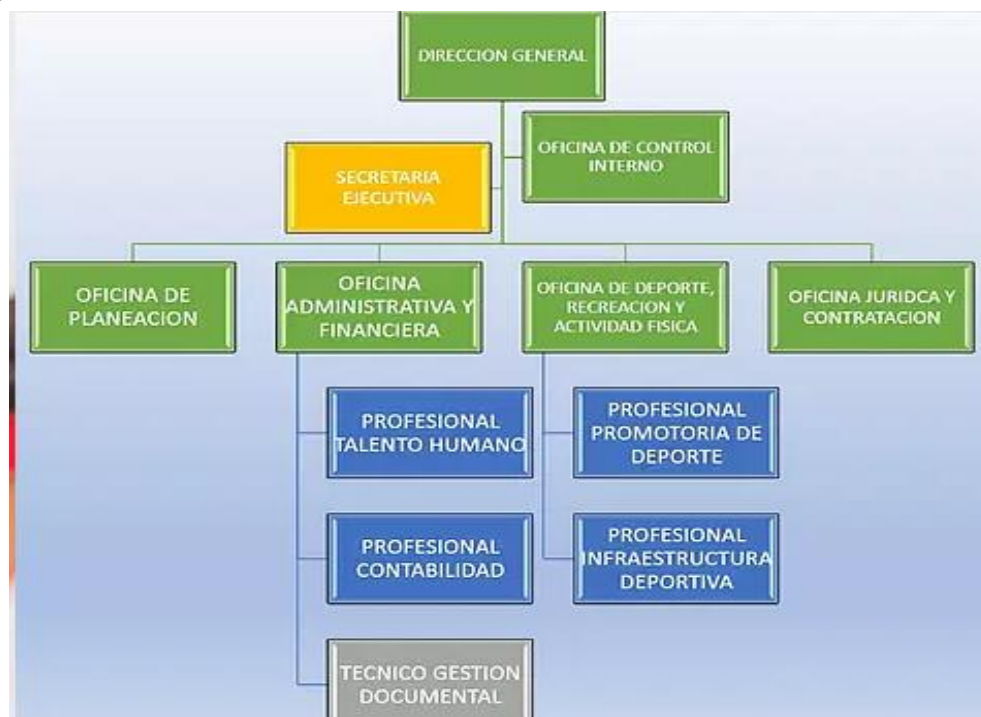 DIRECCION GENERAL
OFICINA DE CONTROL
INTERNO
SECRETARIA
EJECUTIVA
OFICINA DE
PLANEACION
OFICINA
ADMINISTRATIVA Y
FINANCIERA
OFICINA DE DEPORTE,
RECREACION Y
ACTIVIDAD FISICA
OFICINA JURIDCA Y
CONTRATACION
PROFESIONAL
TALENTO HUMANO
PROFESIONAL
PROMOTORIA DE
DEPORTE
PROFESIONAL
CONTABILIDAD
PROFESIONAL
INFRAESTRUCTURA
DEPORTIVA
TECNICO GESTION
DOCUMENTAL